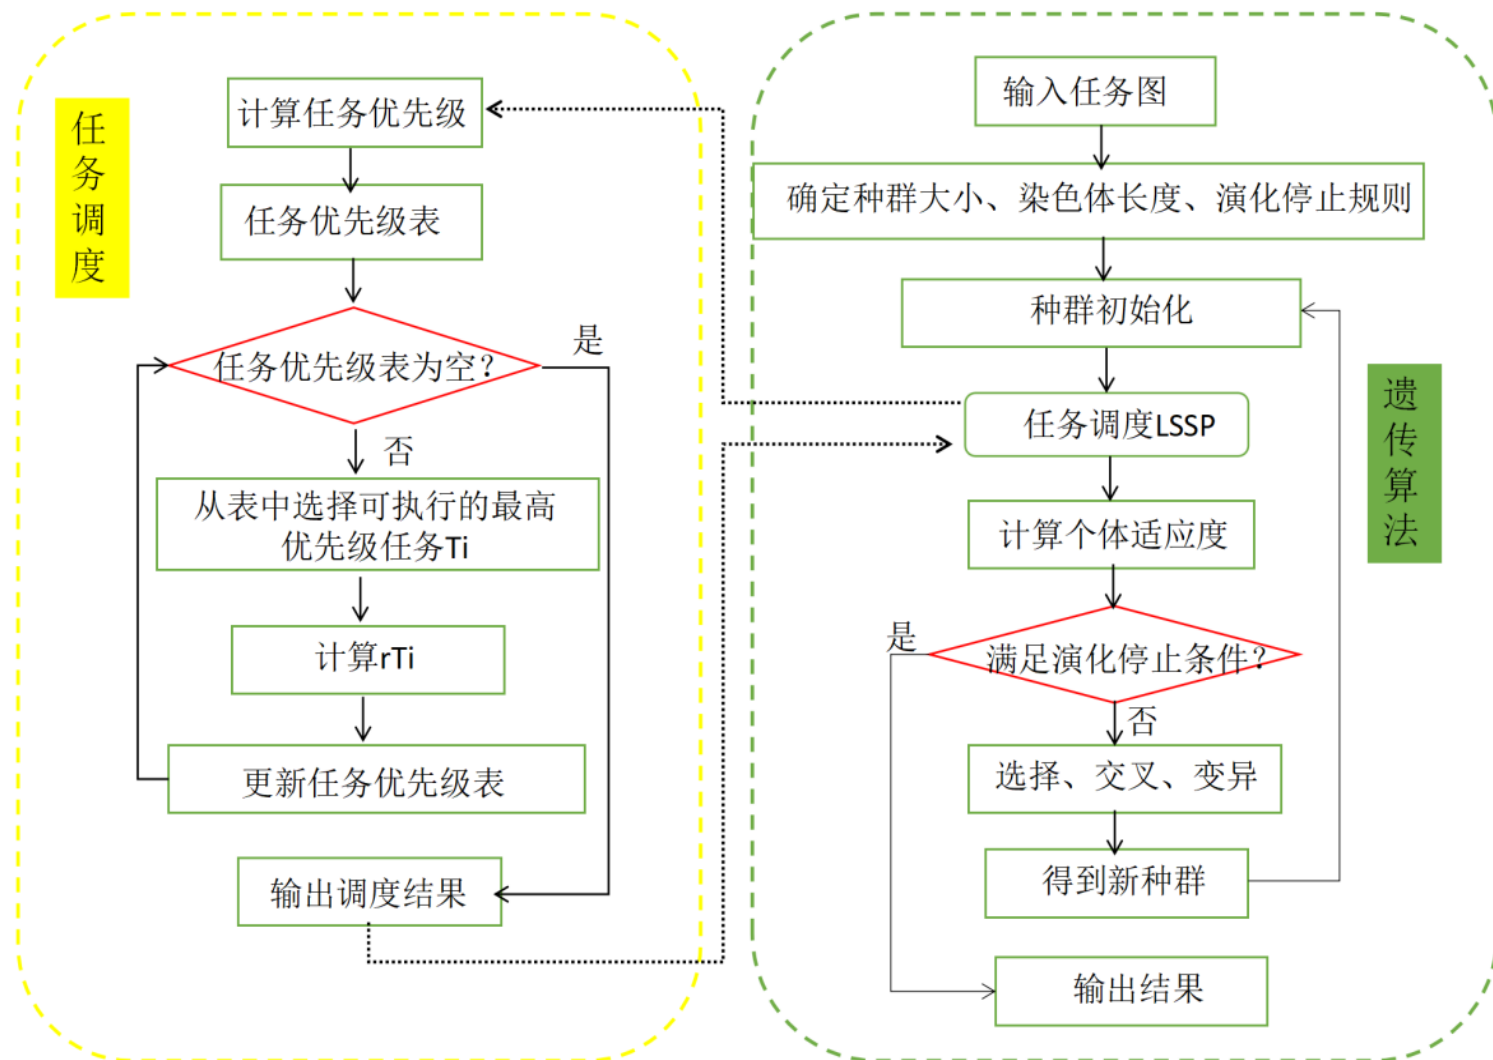 任务调度
计算任务优先级
任务优先级表
任务优先级表为空?
是
否
从表中选择可执行的最高
优先级任务Ti
计算rTi
更新任务优先级表
输出调度结果
输入任务图
确定种群大小、染色体长度、演化停止规则
种群初始化
任务调度LSSP
遗传算法
计算个体适应度
是
满足演化停止条件?
否
选择、交叉、变异
得到新种群
输出结果